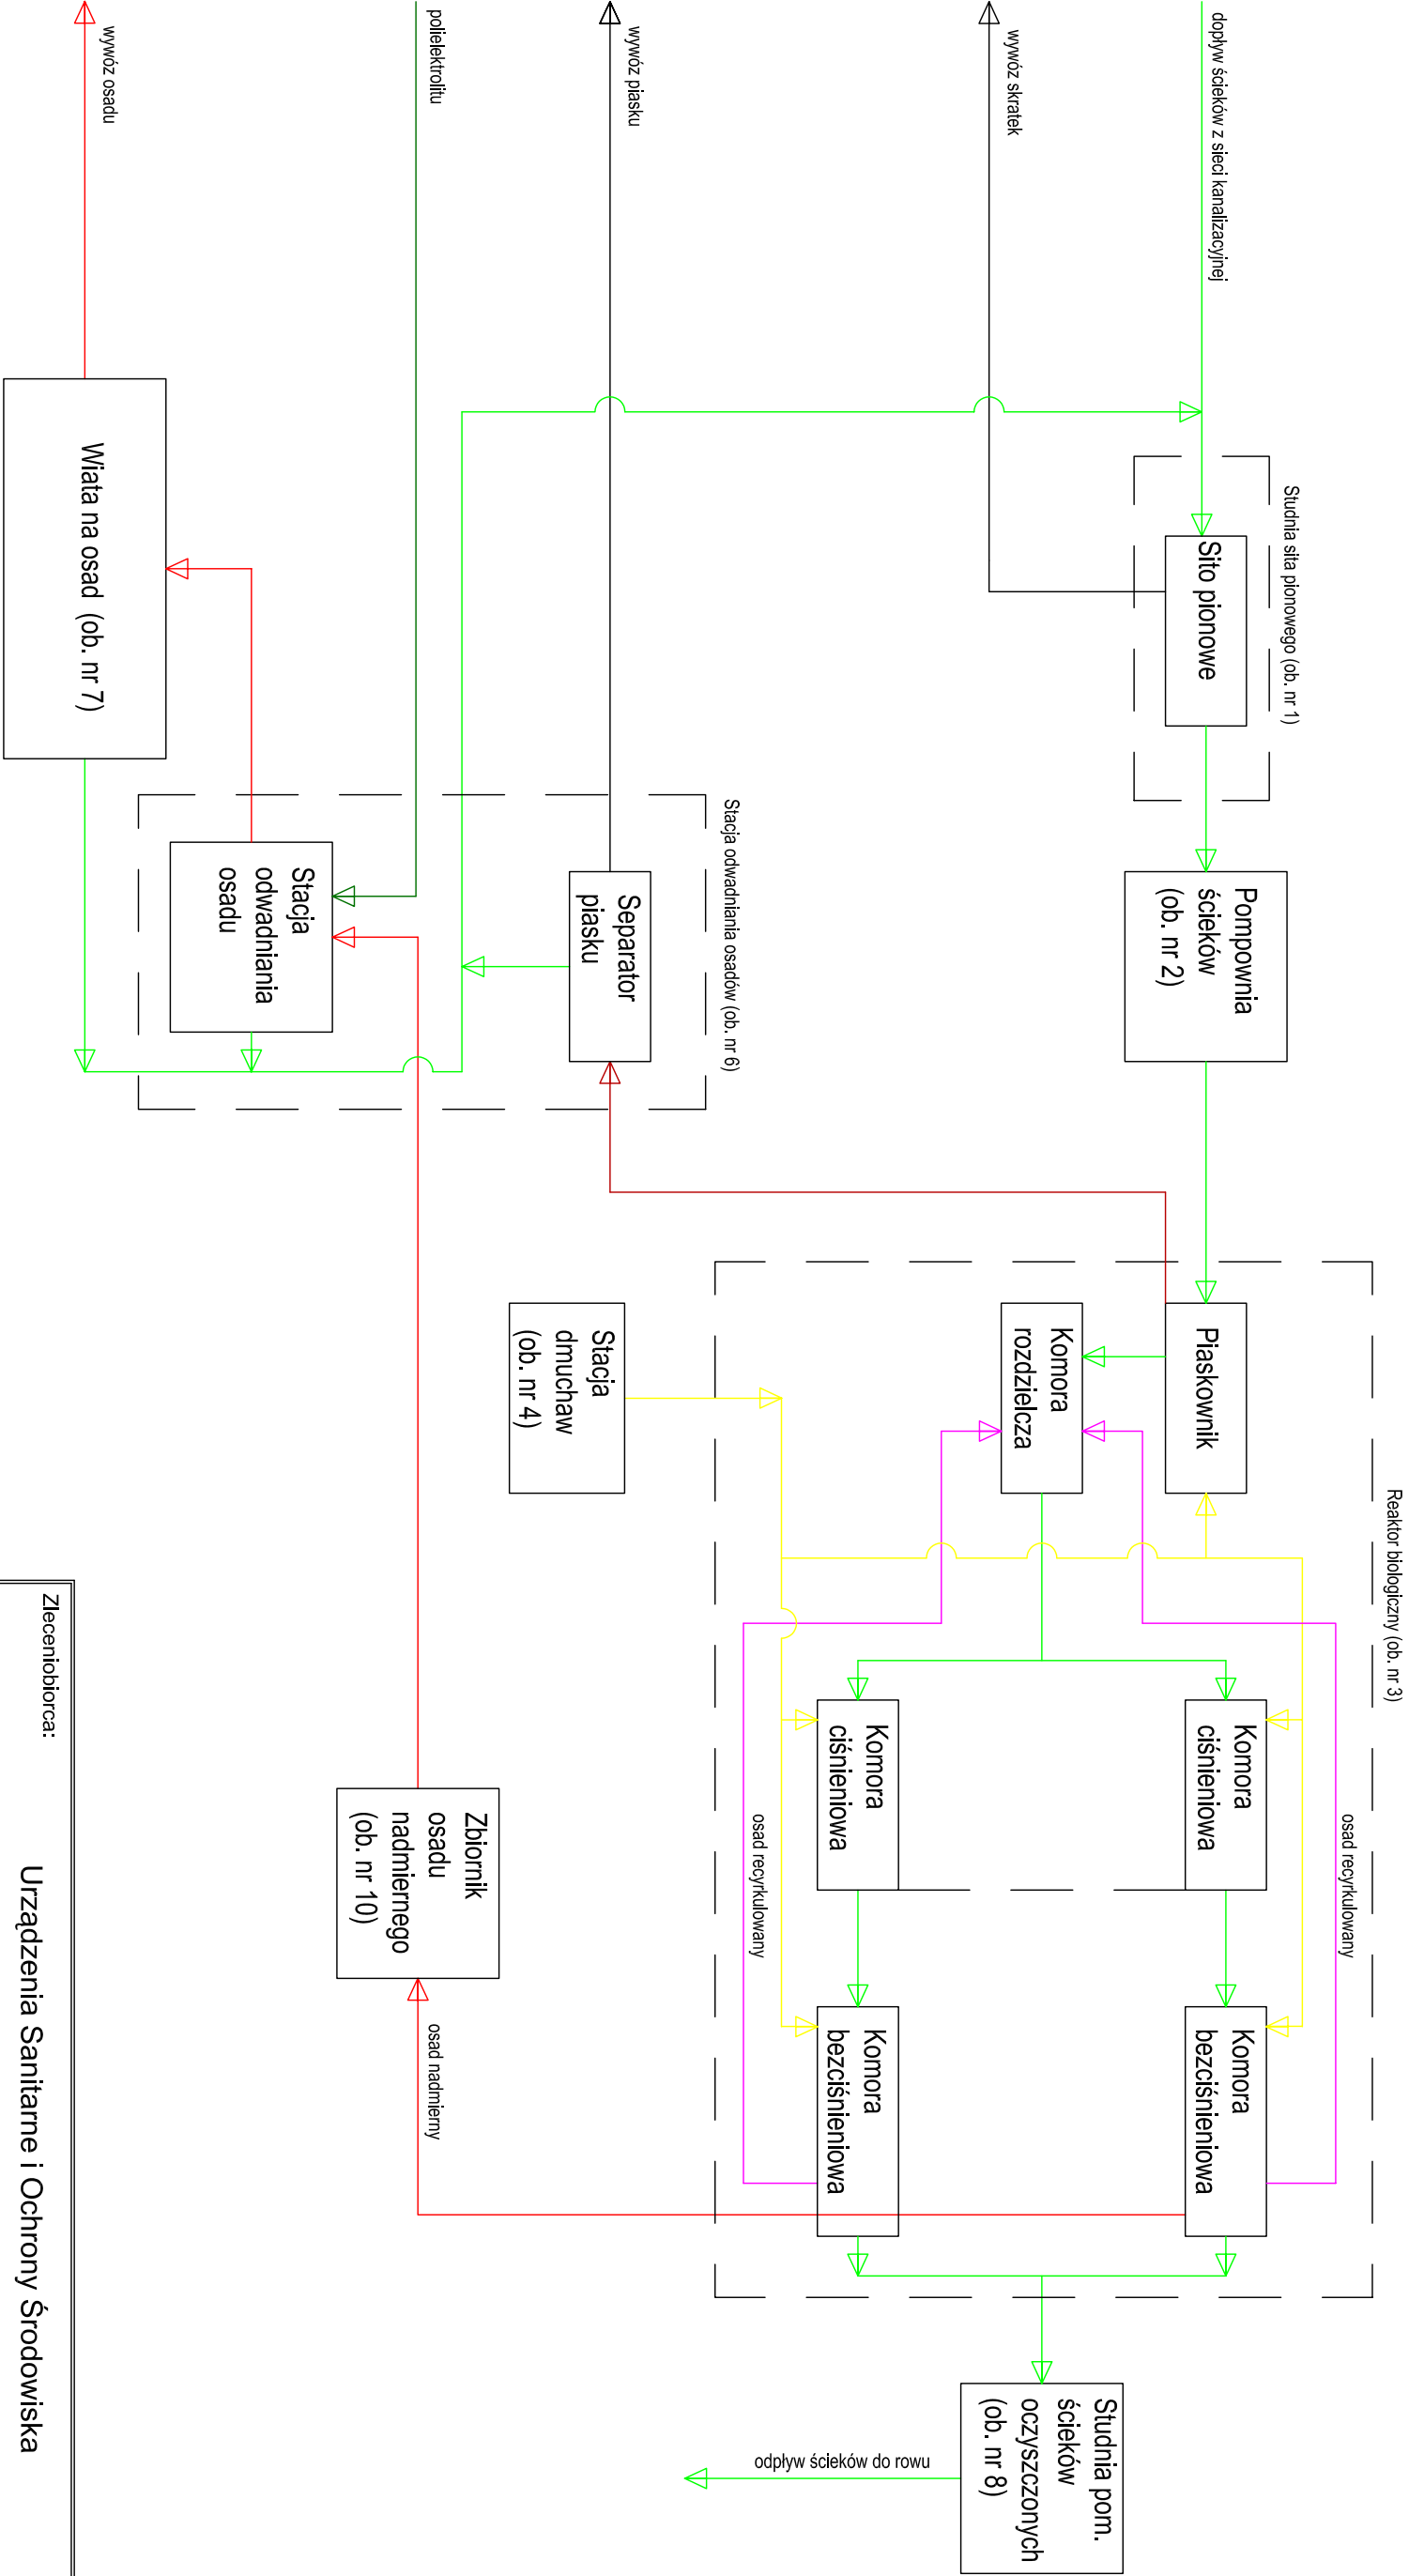 dopływ ścieków z sieci kanalizacyjnej
wywóz skratek
wywóz piasku
polielektrolitu
wywóz osadu
Studnia sita pionowego (ob. nr 1)
Sito pionowe
Pompownia
ścieków
(ob. nr 2)
Stacja odwadniania osadów (ob. nr 6)
Separator
piasku
Stacja
odwadniania
osadu
Wiata na osad (ob. nr 7)
Reaktor biologiczny (ob. nr 3)
Piaskownik
Komora
rozdzielcza
Stacja
dmuchaw
(ob. nr 4)
osad recyrkulowany
Komora
ciśnieniowa
Komora
bezciśnieniowa
Komora
ciśnieniowa
Komora
bezciśnieniowa
osad recyrkulowany
Zbiornik
osadu
nadmiernego
(ob. nr 10)
osad nadmierny
Studnia pom.
ścieków
oczyszczonych
(ob. nr 8)
odpływ ścieków do rowu
Zleceniobiorca:
Urządzenia Sanitarne i Ochrony Środowiska